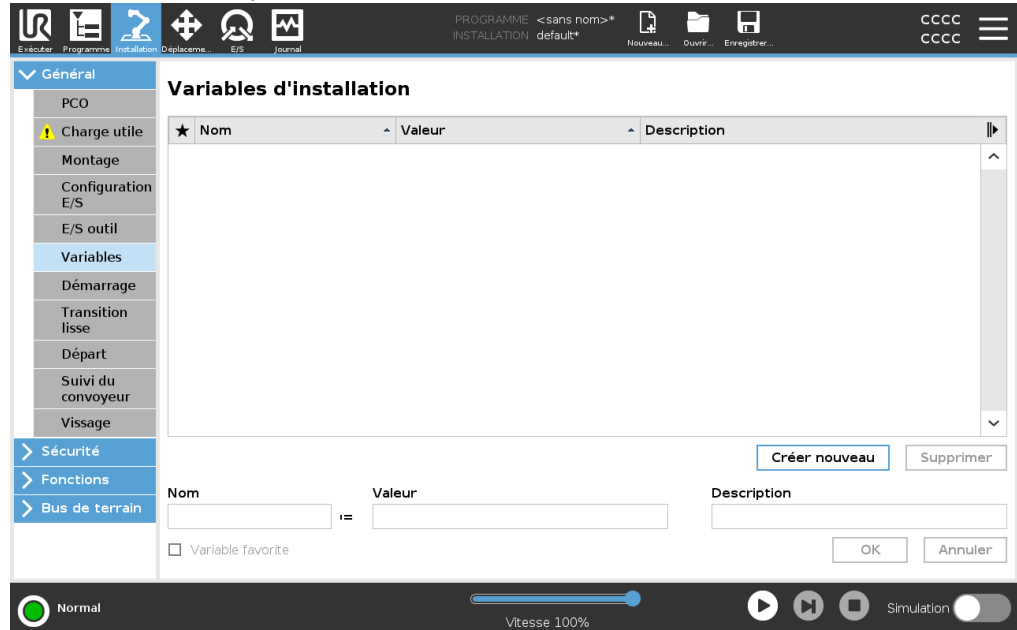 PROGRAMME <sans nom>*
INSTALLATION default*
Exécuter Programme Installation Déplaceme... E/S Journal
Nouveau... Ouvrir... Enregistrer...
CCCC
CCCC
Général
PCO
Charge utile
Montage
Configuration
E/S
E/S outil
Variables
Démarrage
Transition
lisse
Départ
Suivi du
convoyeur
Vissage
Sécurité
Fonctions
Bus de terrain
Variables d'installation
Nom Valeur Description
Créer nouveau Supprimer
Nom Valeur Description
:=
Variable favorite
OK Annuler
Normal
Vitesse 100%
Simulation